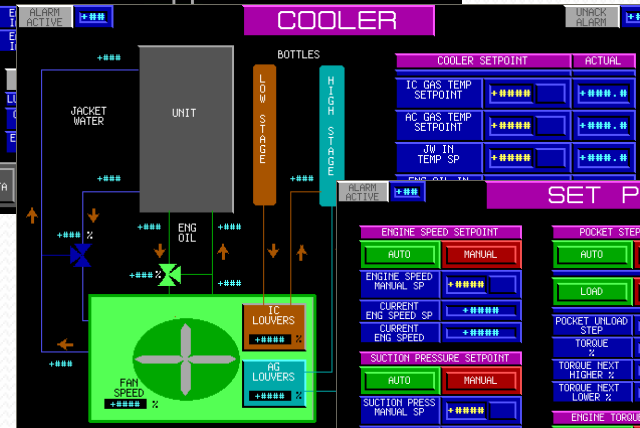 ALARM
ACTIVE
+##
COOLER
UNACK
ALARM
+###
BOTTLES
JACKET
WATER
UNIT
LOW STAGE
HIGH STAGE
+###
+###
+### %
+###
ENG
OIL
+###
+###%
+###
+###
IC
LOUVERS
+#### %
AG
LOUVERS
+#### %
FAN
SPEED
+#### %
COOLER SETPOINT
ACTUAL
IC GAS TEMP
SETPOINT
+####
+###.#
AC GAS TEMP
SETPOINT
+####
+###.#
JW IN
TEMP SP
+####
+###.#
ALARM
ACTIVE
+##
SET P
ENGINE SPEED SETPOINT
AUTO
MANUAL
ENGINE SPEED
MANUAL SP
+####
CURRENT
ENG SPEED SP
+####
CURRENT
ENG SPEED
+####
SUCTION PRESSURE SETPOINT
AUTO
MANUAL
SUCTION PRESS
MANUAL SP
+####
POCKET STEP
AUTO
LOAD
POCKET UNLOAD
STEP
TORQUE
%
TORQUE NEXT
HIGHER %
TORQUE NEXT
LOWER %
ENGINE TORQU